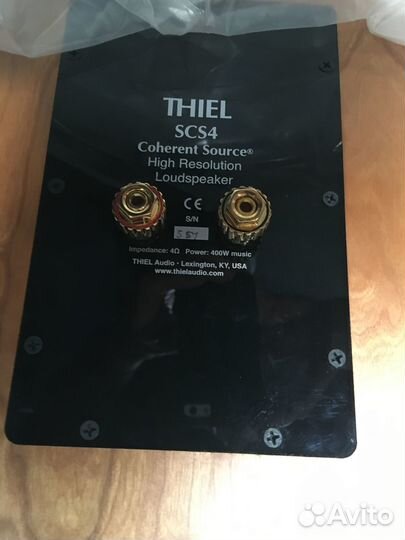 THIEL
SCS4
Coherent Source®
High Resolution
Loudspeaker
CE
S/N
Impedance: 4Ω Power: 400W music
THIEL Audio • Lexington, KY, USA
www.thielaudio.com
Avito